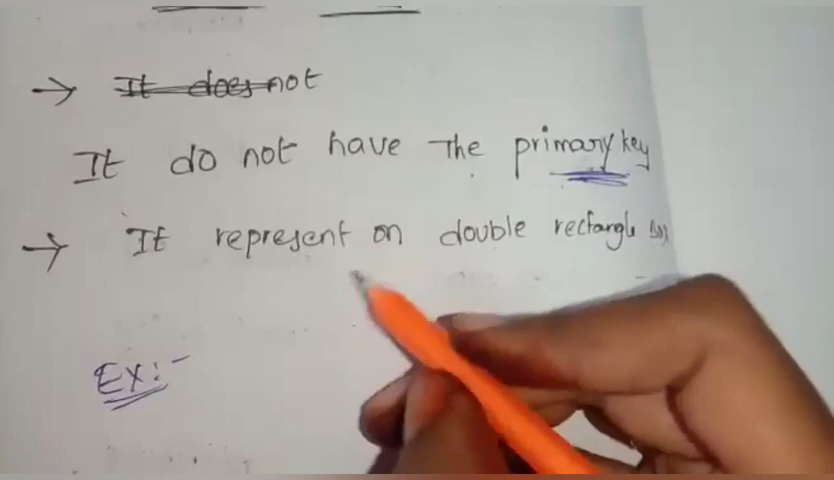 → It does not
It do not have The primary key
→ It represent on double rectangle
Ex:-